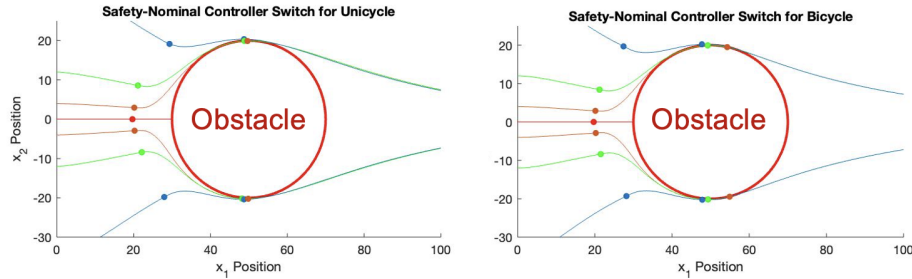 Safety-Nominal Controller Switch for Unicycle
20
10
0
-10
-20
-30
x₂ Position
Obstacle
0 20 40 60 80 100
x₁ Position
Safety-Nominal Controller Switch for Bicycle
20
10
0
-10
-20
-30
Obstacle
0 20 40 60 80 100
x₁ Position